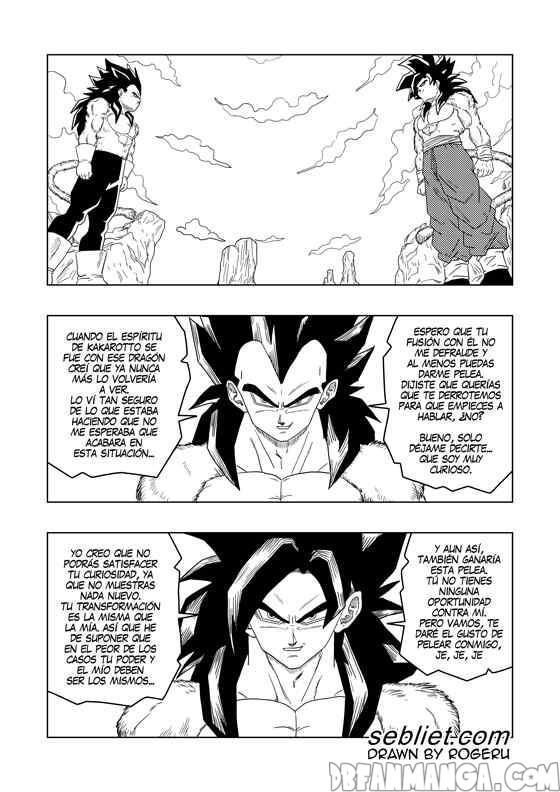 CUANDO EL ESPÍRITU
DE KAKAROTTO SE
FUE CON ESE DRAGÓN
CREÍ QUE YA NUNCA
MÁS LO VOLVERÍA
A VER.
LO VÍ TAN SEGURO
DE LO QUE ESTABA
HACIENDO QUE NO
ME ESPERABA QUE
ACABARA EN
ESTA SITUACIÓN...
ESPERO QUE TU
FUSIÓN CON ÉL NO
ME DEFRAUDE Y
AL MENOS PUEDAS
DARME PELEA.
DIJISTE QUE QUERÍAS
QUE TE DERROTEMOS
PARA QUE EMPIECES A
HABLAR, ¿NO?
BUENO, SOLO
DÉJAME DECIRTE...
QUE SOY MUY
CURIOSO.
YO CREO QUE NO
PODRÁS SATISFACER
TU CURIOSIDAD, YA
QUE NO MUESTRAS
NADA NUEVO.
TU TRANSFORMACIÓN
ES LA MISMA QUE
LA MÍA. ASÍ QUE HE
DE SUPONER QUE
EN EL PEOR DE LOS
CASOS TU PODER Y
EL MÍO DEBEN
SER LOS MISMOS...
Y AUN ASÍ,
TAMBIÉN GANARÍA
ESTA PELEA.
TÚ NO TIENES
NINGUNA
OPORTUNIDAD
CONTRA MÍ.
PERO VAMOS, TE
DARÉ EL GUSTO DE
PELEAR CONMIGO,
JE, JE, JE
sebliet.com
DRAWN BY ROGERU
DBFANMANGA.COM